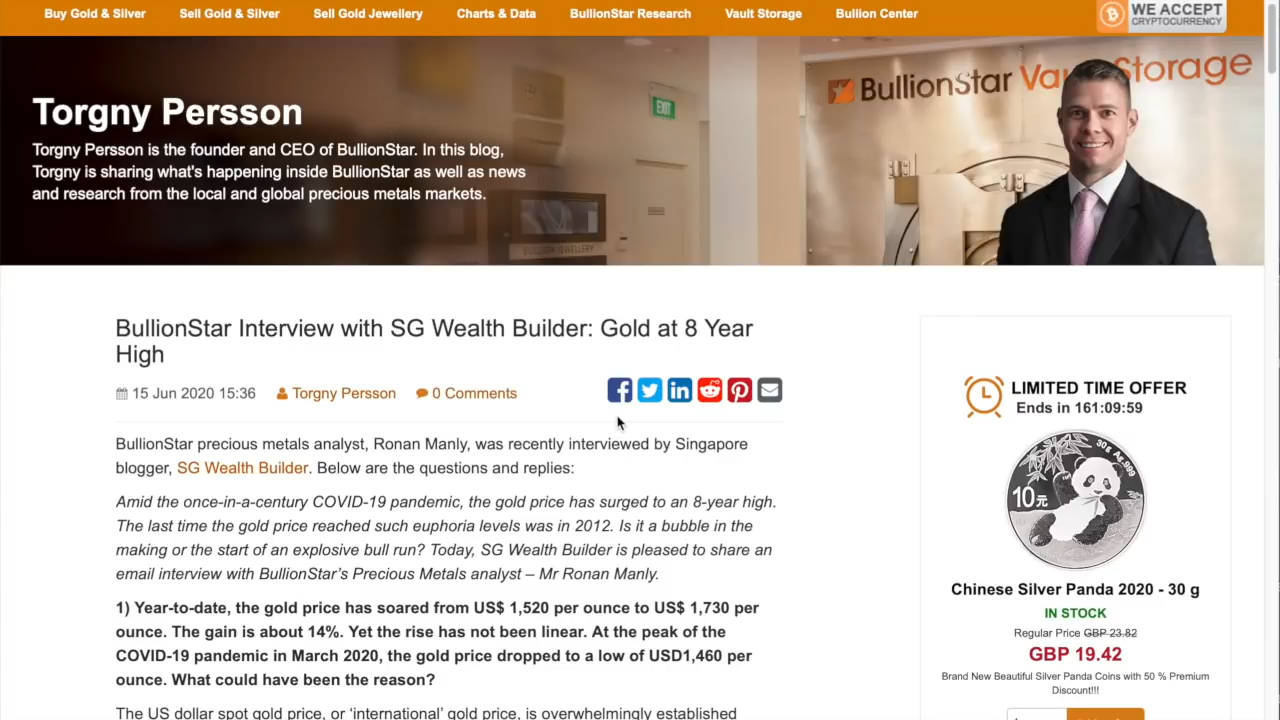 Buy Gold & Silver
Sell Gold & Silver
Sell Gold Jewellery
Charts & Data
BullionStar Research
Vault Storage
Bullion Center
WE ACCEPT
CRYPTOCURRENCY
BullionStar Vau Storage
EXIT
Torgny Persson
Torgny Persson is the founder and CEO of BullionStar. In this blog,
Torgny is sharing what's happening inside BullionStar as well as news
and research from the local and global precious metals markets.
BULLION JEWELLERY
BullionStar Interview with SG Wealth Builder: Gold at 8 Year
High
15 Jun 2020 15:36
Torgny Persson
0 Comments
BullionStar precious metals analyst, Ronan Manly, was recently interviewed by Singapore
blogger, SG Wealth Builder. Below are the questions and replies:
Amid the once-in-a-century COVID-19 pandemic, the gold price has surged to an 8-year high.
The last time the gold price reached such euphoria levels was in 2012. Is it a bubble in the
making or the start of an explosive bull run? Today, SG Wealth Builder is pleased to share an
email interview with BullionStar’s Precious Metals analyst – Mr Ronan Manly.
1) Year-to-date, the gold price has soared from US$ 1,520 per ounce to US$ 1,730 per
ounce. The gain is about 14%. Yet the rise has not been linear. At the peak of the
COVID-19 pandemic in March 2020, the gold price dropped to a low of USD1,460 per
ounce. What could have been the reason?
The US dollar spot gold price, or ‘international’ gold price, is overwhelmingly established
LIMITED TIME OFFER
Ends in 161:09:59
30g Ag.999
10元
Chinese Silver Panda 2020 - 30 g
IN STOCK
Regular Price GBP 23.82
GBP 19.42
Brand New Beautiful Silver Panda Coins with 50 % Premium
Discount!!!